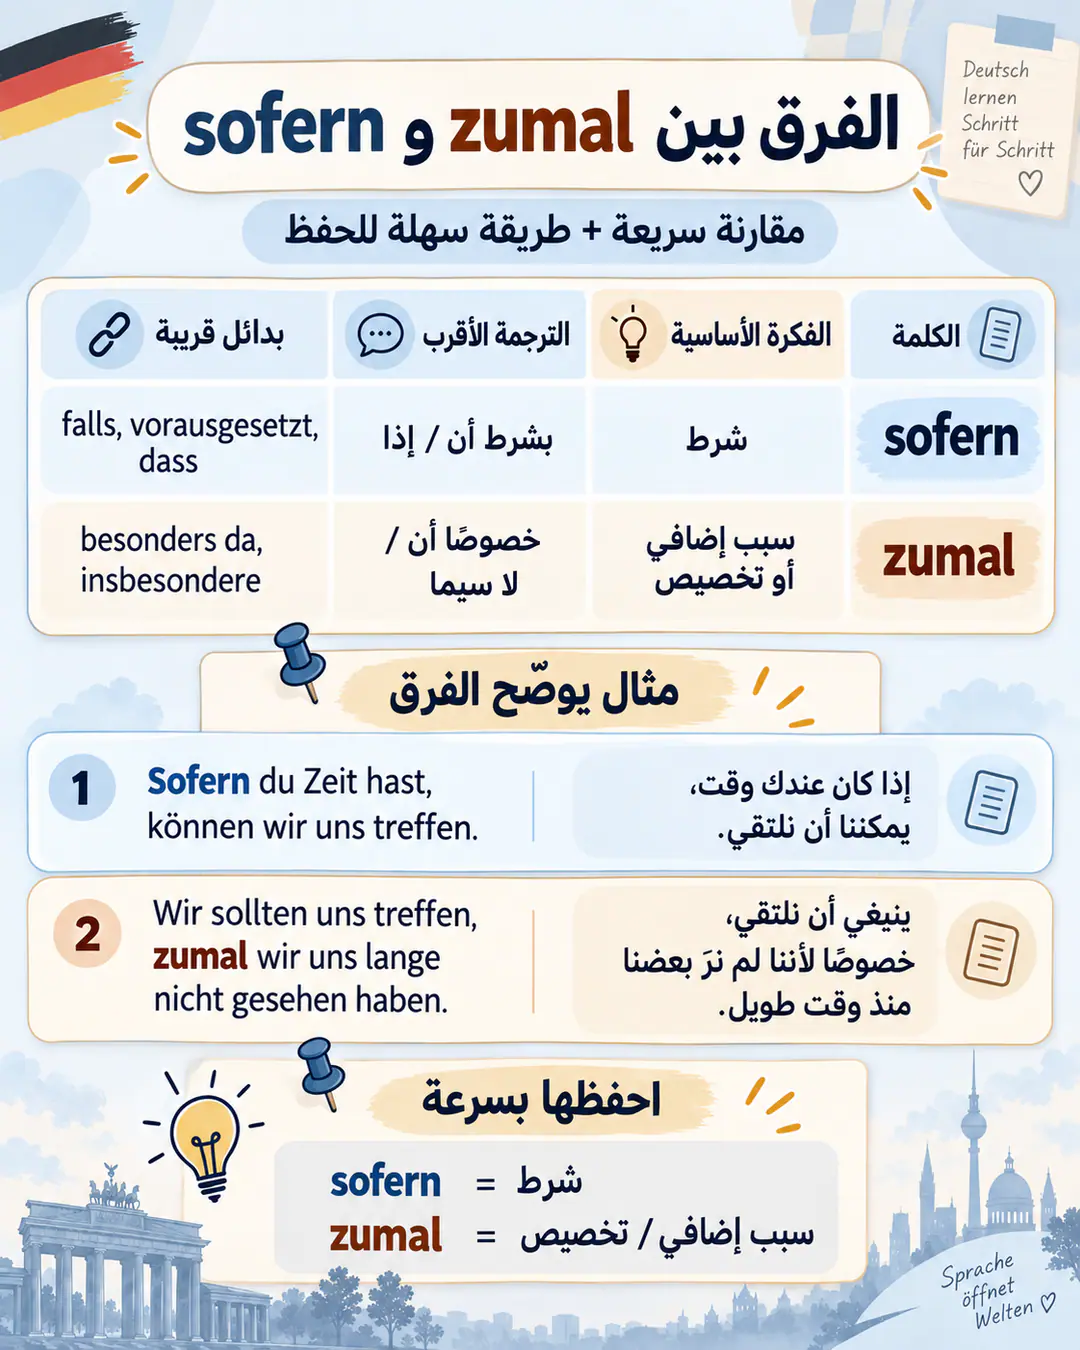 Deutsch
lernen
Schritt
für Schritt
الفرق بين zumal و sofern
مقارنة سريعة + طريقة سهلة للحفظ
الكلمة
الفكرة الأساسية
الترجمة الأقرب
بدائل قريبة
sofern
شرط
بشرط أن / إذا
falls, vorausgesetzt,
dass
zumal
سبب إضافي
أو تخصيص
خصوصًا أن /
لا سيما
besonders da,
insbesondere
مثال يوضّح الفرق
1
Sofern du Zeit hast,
können wir uns treffen.
إذا كان عندك وقت،
يمكننا أن نلتقي.
2
Wir sollten uns treffen,
zumal wir uns lange
nicht gesehen haben.
ينبغي أن نلتقي،
خصوصًا لأننا لم نرَ بعضنا
منذ وقت طويل.
احفظها بسرعة
sofern = شرط
zumal = سبب إضافي / تخصيص
Sprache
öffnet
Welten